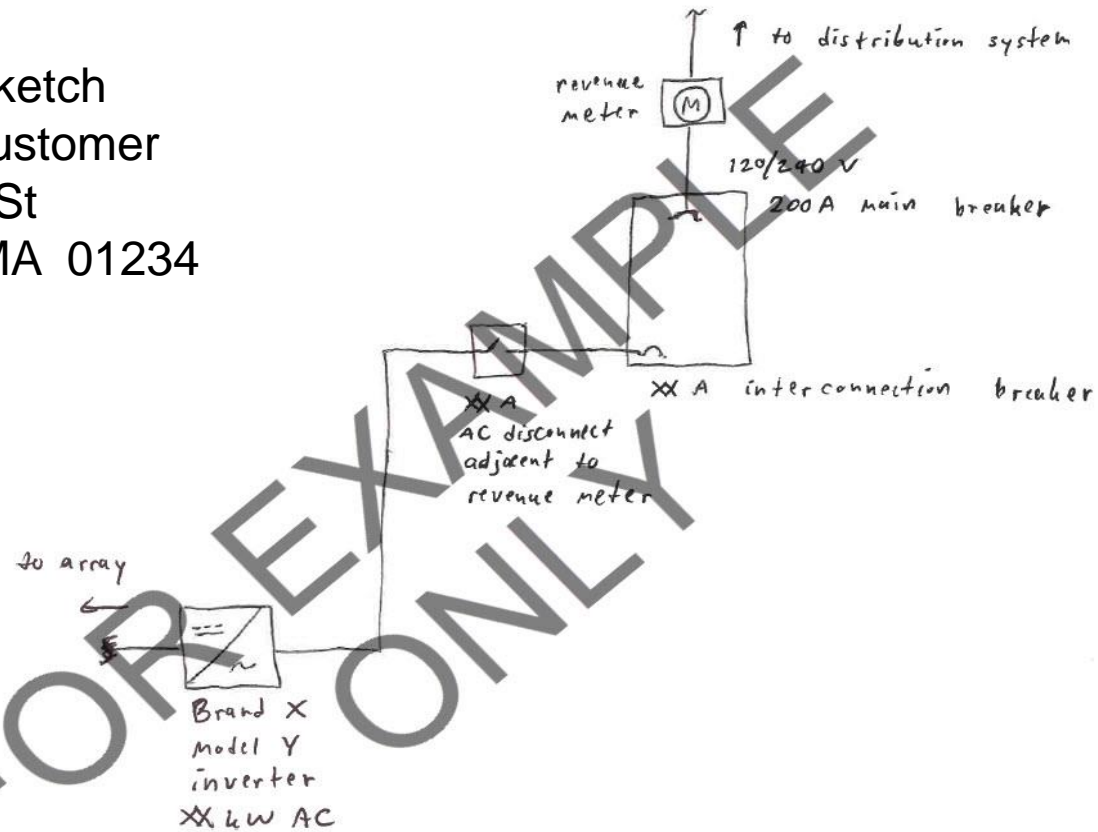 ketch
ustomer
St
MA 01234
↑ to distribution system
revenue
meter
M
120/240 V
200A main breaker
XX A interconnection breaker
XX A
AC disconnect
adjacent to
revenue meter
to array
Brand X
Model Y
inverter
XX kW AC
FOR EXAMPLE
ONLY